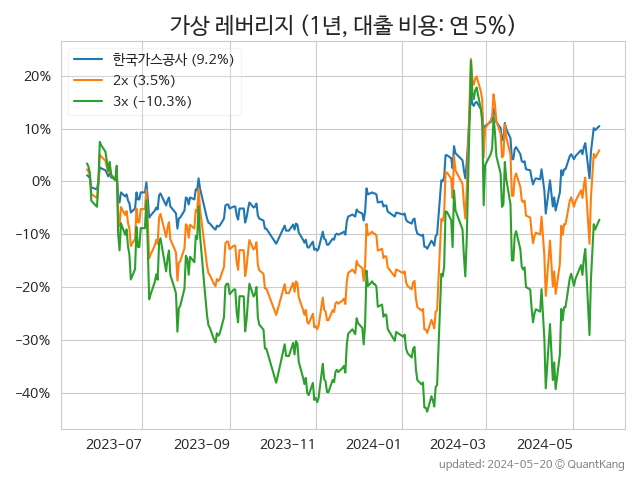 가상 레버리지 (1년, 대출 비용: 연 5%)
한국가스공사 (9.2%)
2x (3.5%)
3x (−10.3%)
20%
10%
0%
−10%
−20%
−30%
−40%
2023-07 2023-09 2023-11 2024-01 2024-03 2024-05
updated: 2024-05-20 © QuantKang